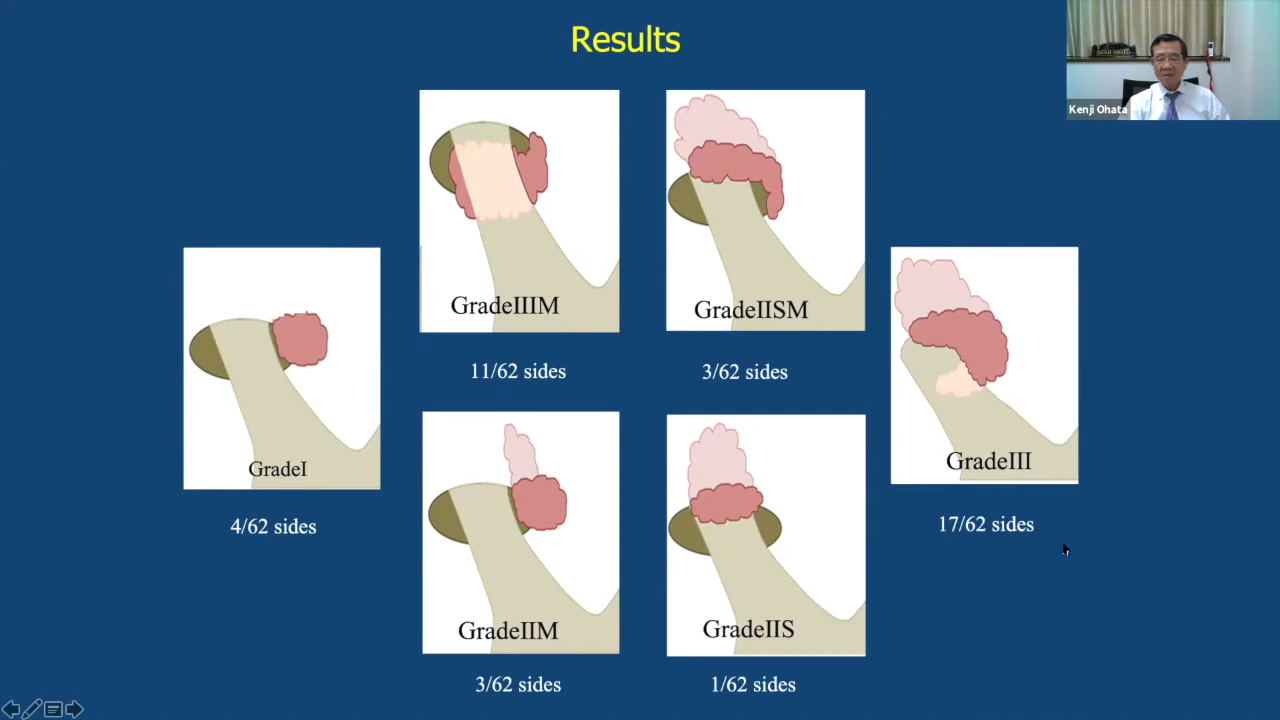 Results
Kenji Ohata
GradeIIIM
11/62 sides
GradeIISM
3/62 sides
GradeI
4/62 sides
GradeIII
17/62 sides
GradeIIM
3/62 sides
GradeIIS
1/62 sides